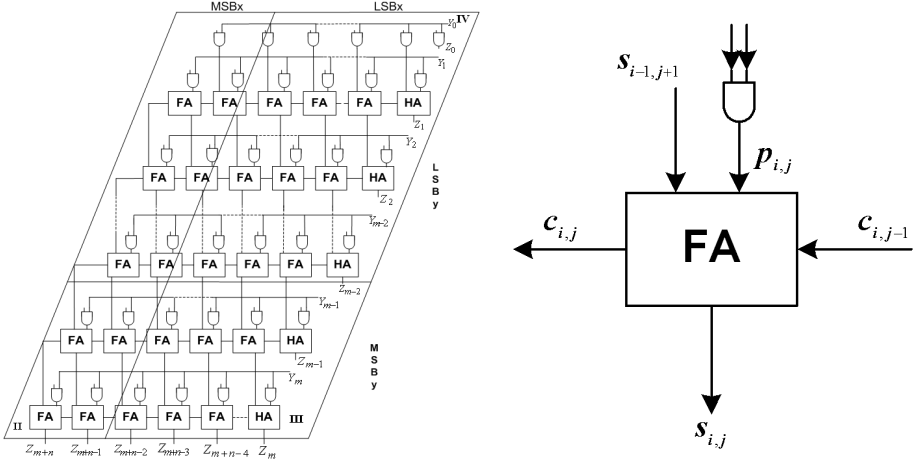 MSBx LSBx
Y0 IV
Z0
Y1
FA FA FA FA FA HA
Z1
Y2
FA FA FA FA FA HA
Z2
LSBy
Ym-2
FA FA FA FA FA HA
Zm-2
Ym-1
FA FA FA FA FA HA
Zm-1
MSBy
Ym
II FA FA FA FA FA HA III
Zm+n Zm+n-1 Zm+n-2 Zm+n-3 Zm+n-4 Zm
si-1,j+1
pi,j
ci,j FA ci,j-1
si,j